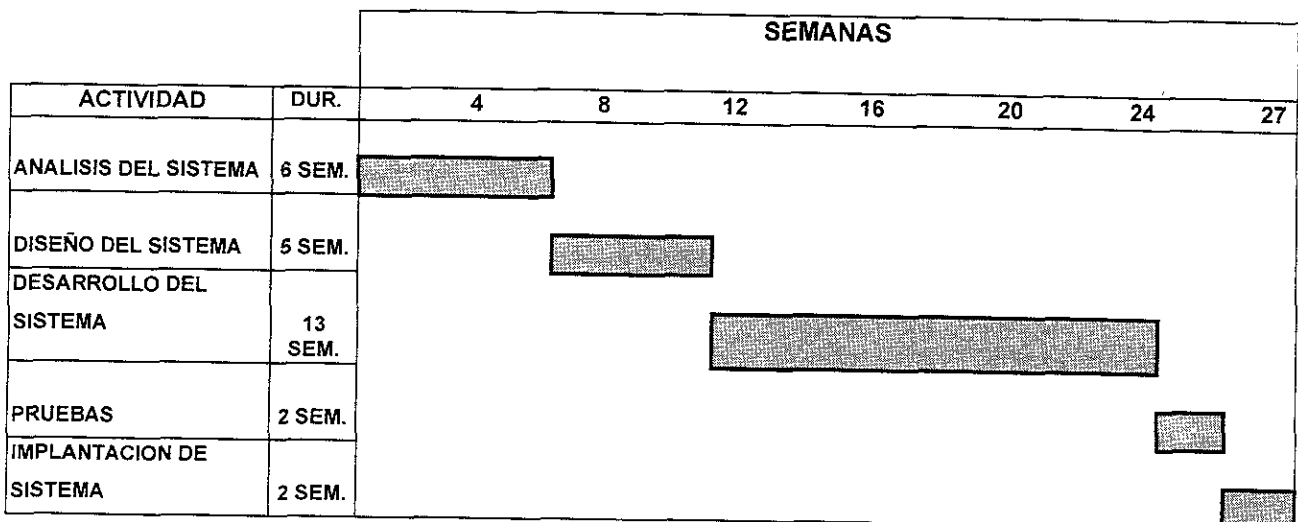 SEMANAS
ACTIVIDAD DUR. 4 8 12 16 20 24 27
ANALISIS DEL SISTEMA 6 SEM.
DISEÑO DEL SISTEMA 5 SEM.
DESARROLLO DEL
SISTEMA 13
SEM.
PRUEBAS 2 SEM.
IMPLANTACION DE
SISTEMA 2 SEM.